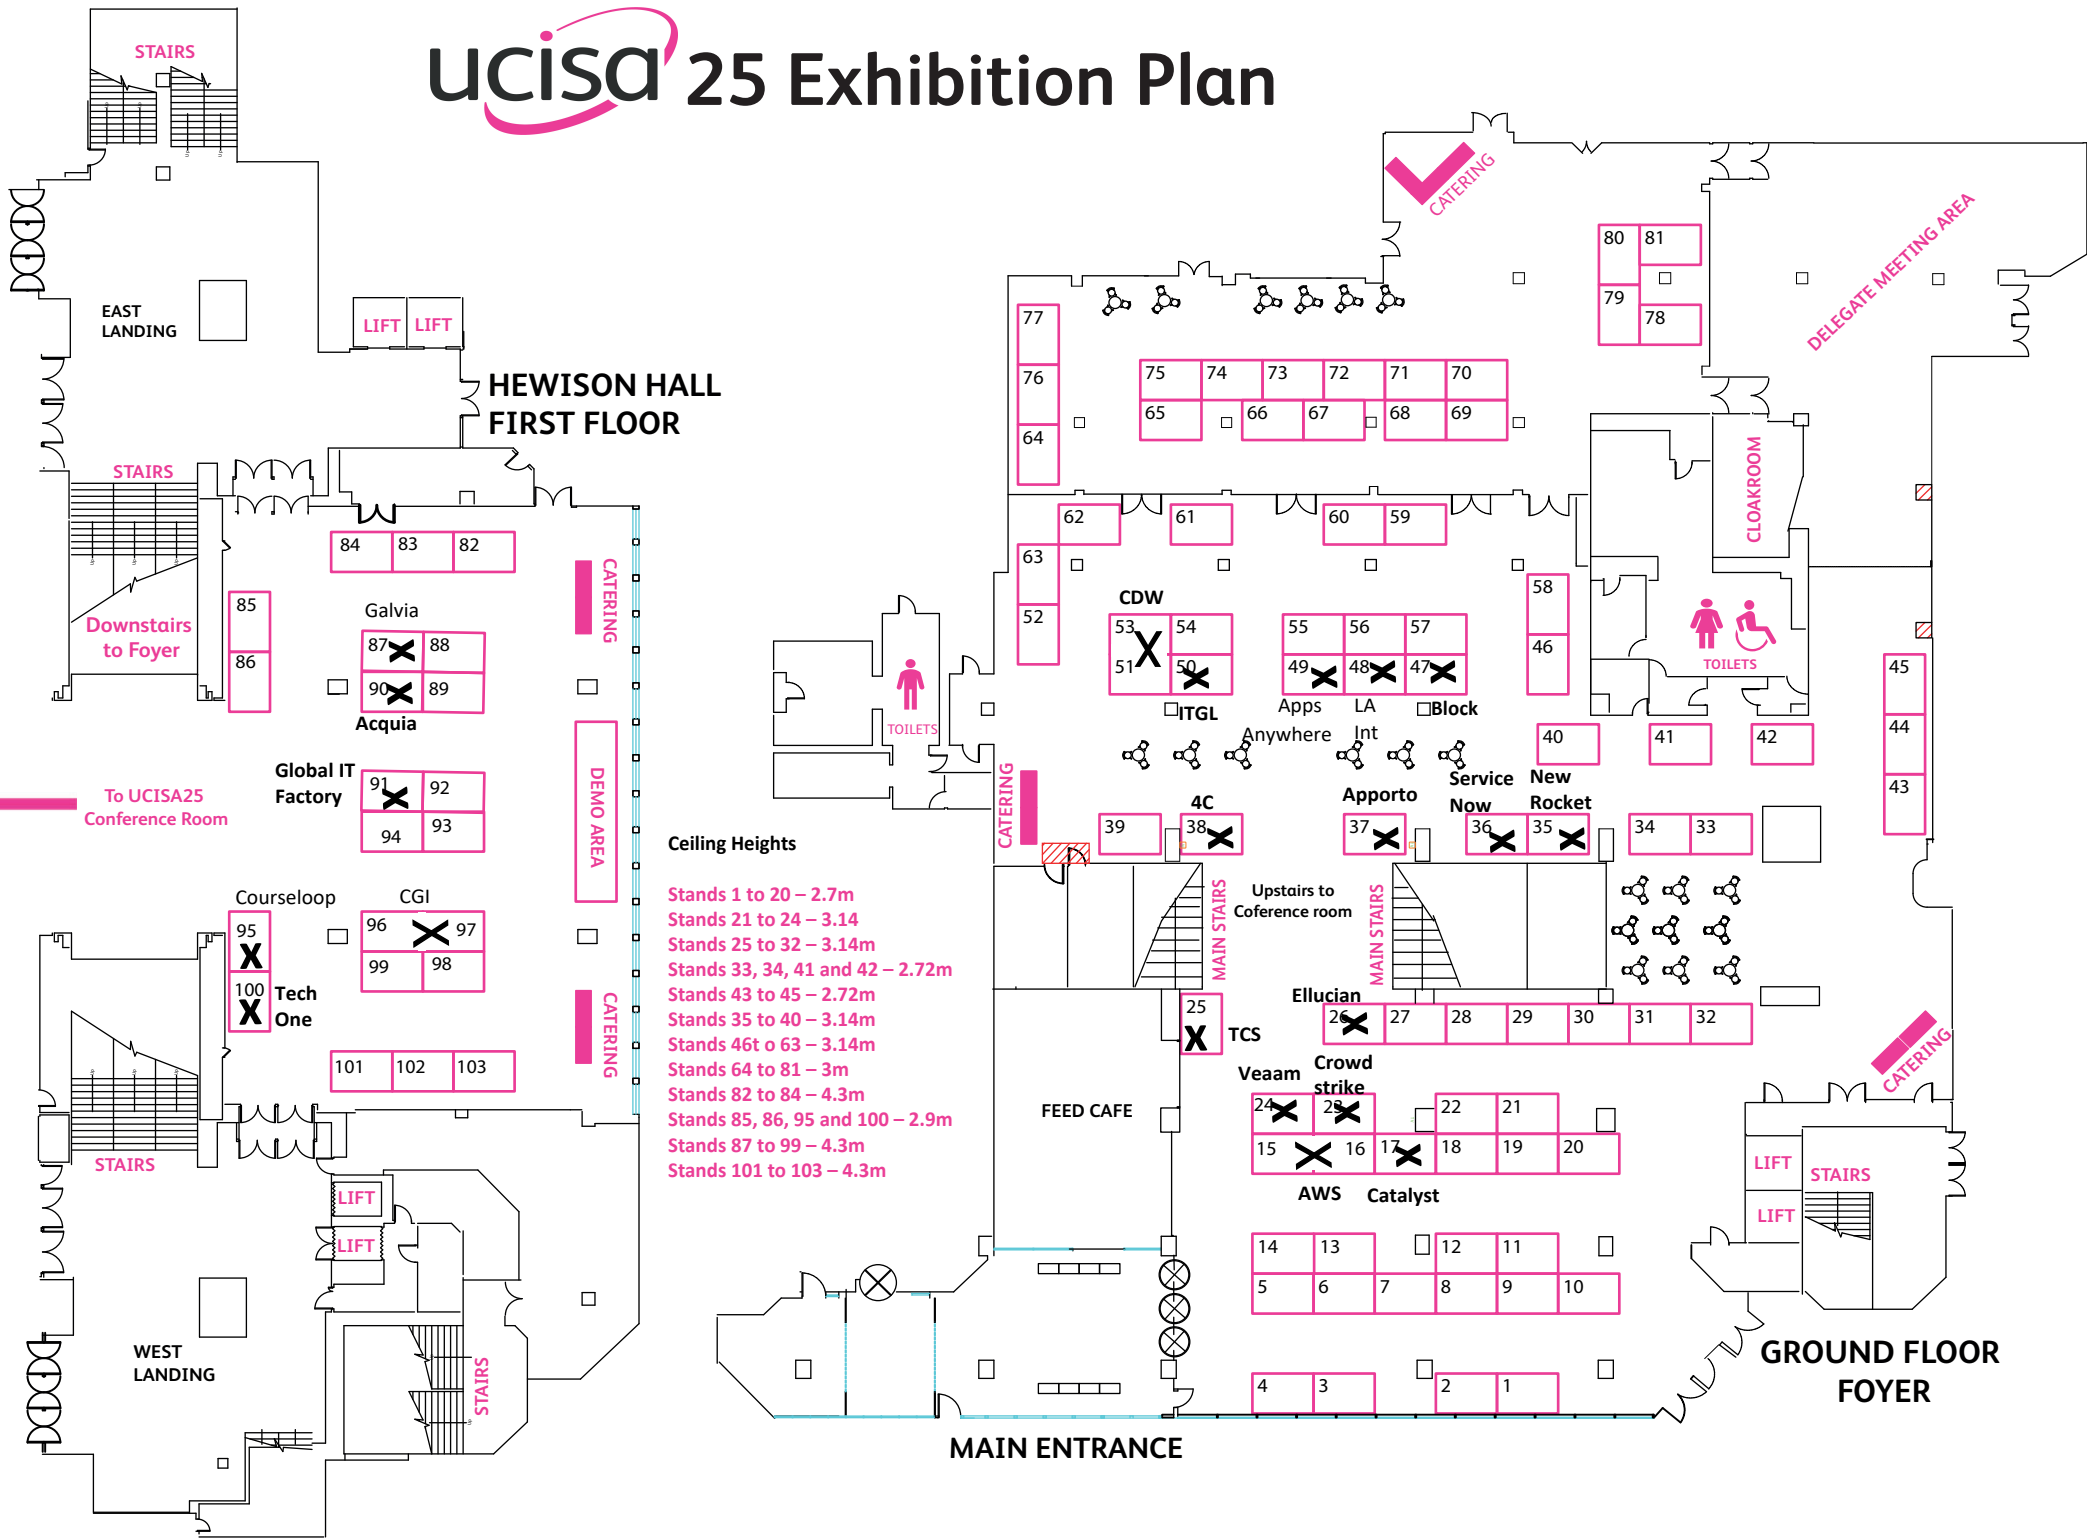 ucisa 25 Exhibition Plan
STAIRS
EAST
LANDING
LIFT LIFT
HEWISON HALL
FIRST FLOOR
STAIRS
Downstairs
to Foyer
84 83 82
85
86
CATERING
Galvia
87 88
90 89
Acquia
Global IT
Factory
91 92
94 93
DEMO AREA
To UCISA25
Conference Room
Courseloop
CGI
95
96 97
99 98
100
Tech
One
CATERING
101 102 103
STAIRS
LIFT
LIFT
WEST
LANDING
STAIRS
Ceiling Heights
Stands 1 to 20 – 2.7m
Stands 21 to 24 – 3.14
Stands 25 to 32 – 3.14m
Stands 33, 34, 41 and 42 – 2.72m
Stands 43 to 45 – 2.72m
Stands 35 to 40 – 3.14m
Stands 46t o 63 – 3.14m
Stands 64 to 81 – 3m
Stands 82 to 84 – 4.3m
Stands 85, 86, 95 and 100 – 2.9m
Stands 87 to 99 – 4.3m
Stands 101 to 103 – 4.3m
CATERING
80 81
79
78
DELEGATE MEETING AREA
77
76
64
75 74 73 72 71 70
65 66 67 68 69
CLOAKROOM
62 61 60 59
63
52
CDW
53 54
51 50
ITGL
55 56 57
49 48 47
Apps
Anywhere
LA
Int
Block
58
46
TOILETS
TOILETS
45
44
43
40 41 42
CATERING
39
4C
38
Apporto
37
Service
Now
36
New
Rocket
35
34 33
MAIN STAIRS
Upstairs to
Coference room
MAIN STAIRS
25
TCS
Ellucian
26 27 28 29 30 31 32
CATERING
FEED CAFE
Veaam
Crowd
strike
24 23 22 21
15 16 17 18 19 20
AWS
Catalyst
LIFT
STAIRS
LIFT
14 13 12 11
5 6 7 8 9 10
4 3 2 1
GROUND FLOOR
FOYER
MAIN ENTRANCE